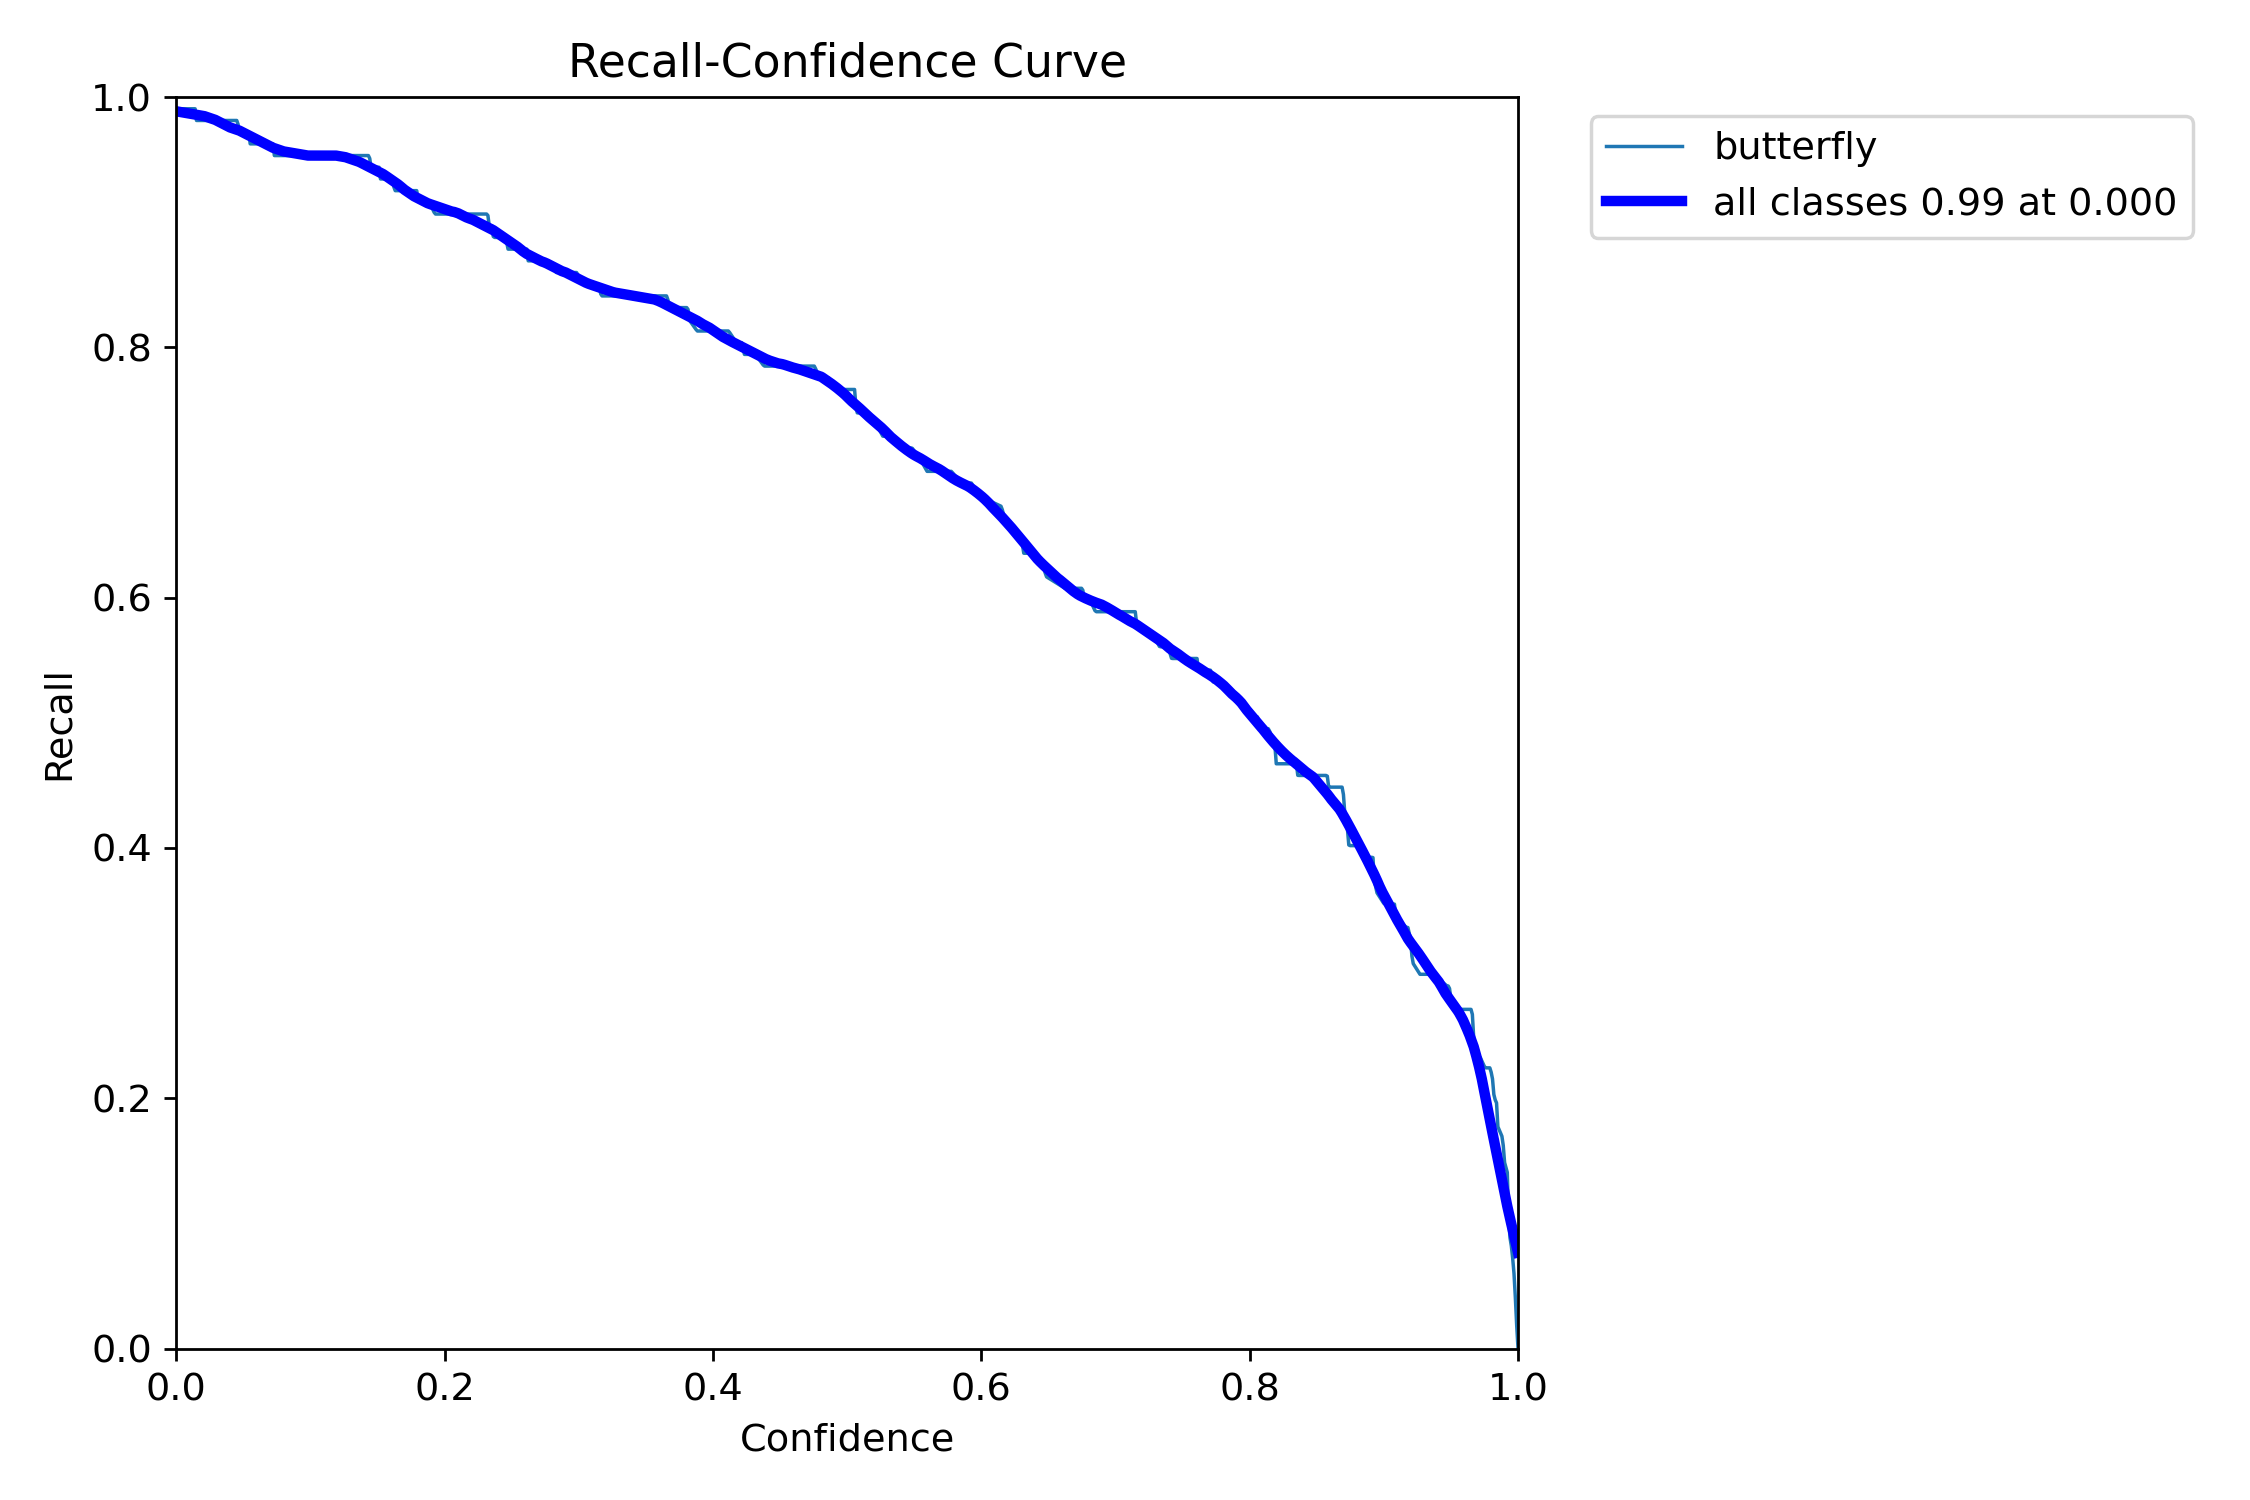 Recall-Confidence Curve
butterfly
all classes 0.99 at 0.000
1.0
0.8
0.6
0.4
0.2
0.0
Recall
0.0 0.2 0.4 0.6 0.8 1.0
Confidence